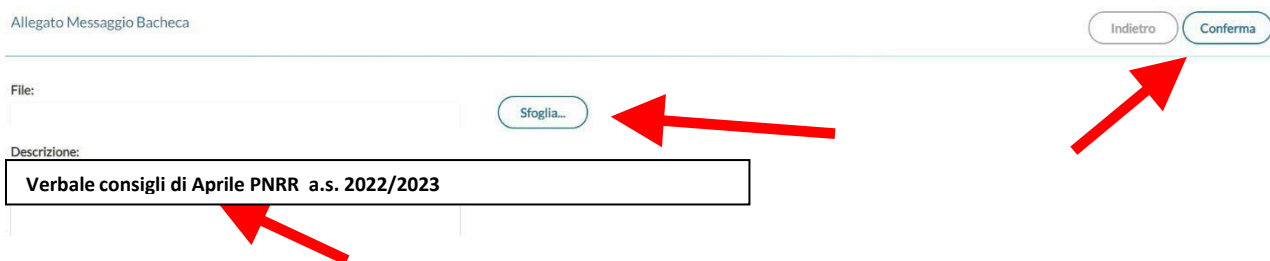 Allegato Messaggio Bacheca
Indietro
Conferma
File:
Sfoglia...
Descrizione:
Verbale consigli di Aprile PNRR a.s. 2022/2023